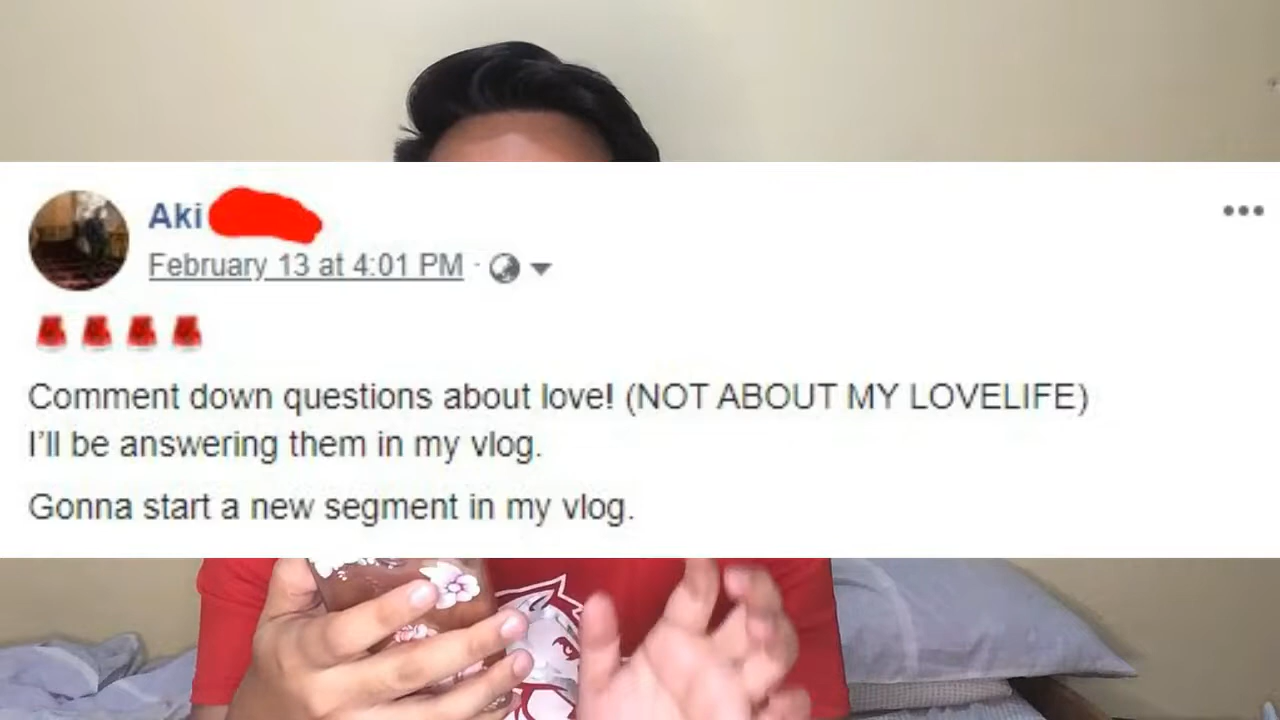 Aki
February 13 at 4:01 PM
Comment down questions about love! (NOT ABOUT MY LOVELIFE)
I'll be answering them in my vlog.
Gonna start a new segment in my vlog.